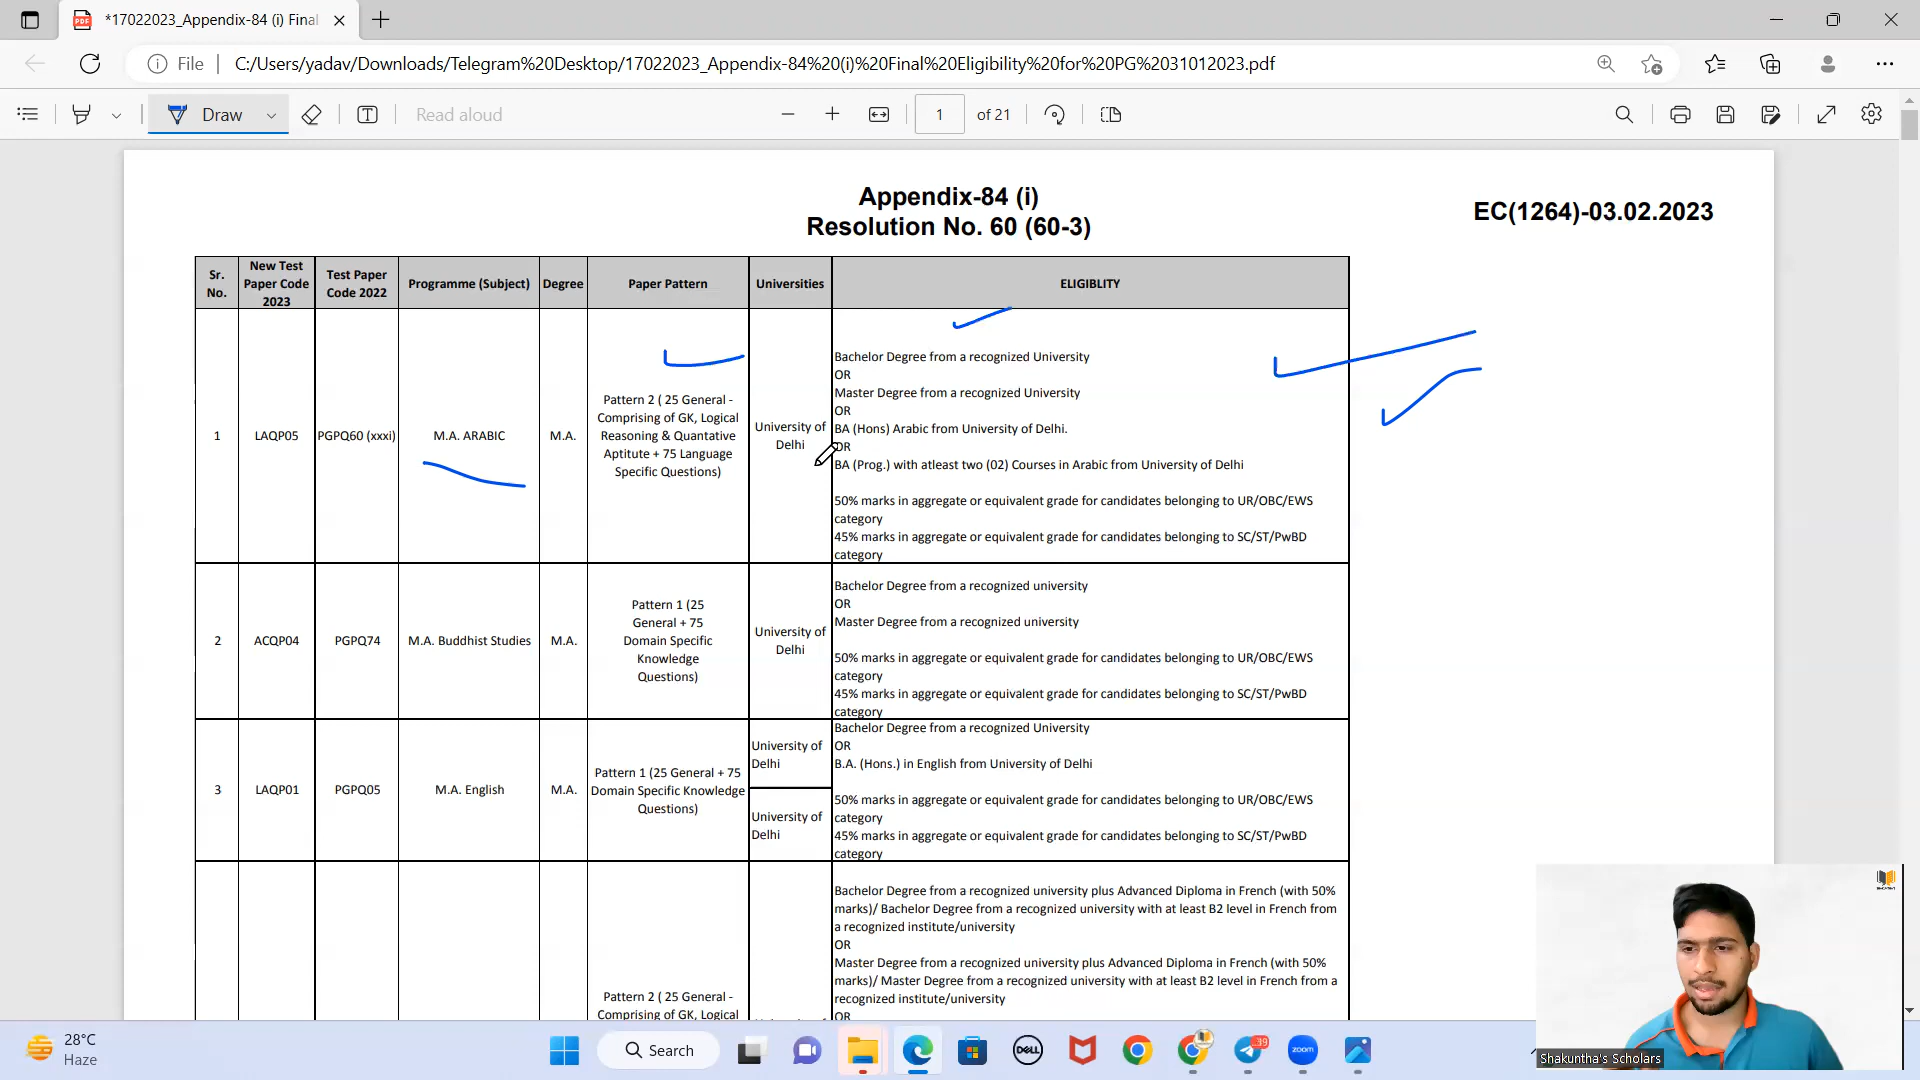 *17022023_Appendix-84 (i) Final
File
C:/Users/yadav/Downloads/Telegram%20Desktop/17022023_Appendix-84%20(i)%20Final%20Eligibility%20for%20PG%2031012023.pdf
Draw
Read aloud
1
of 21
Appendix-84 (i)
Resolution No. 60 (60-3)
EC(1264)-03.02.2023
Sr.
No.
New Test
Paper Code
2023
Test Paper
Code 2022
Programme (Subject)
Degree
Paper Pattern
Universities
ELIGIBLITY
1
LAQP05
PGPQ60 (xxxi)
M.A. ARABIC
M.A.
Pattern 2 ( 25 General -
Comprising of GK, Logical
Reasoning & Quantative
Aptitute + 75 Language
Specific Questions)
University of
Delhi
Bachelor Degree from a recognized University
OR
Master Degree from a recognized University
OR
BA (Hons) Arabic from University of Delhi.
OR
BA (Prog.) with atleast two (02) Courses in Arabic from University of Delhi
50% marks in aggregate or equivalent grade for candidates belonging to UR/OBC/EWS
category
45% marks in aggregate or equivalent grade for candidates belonging to SC/ST/PwBD
category
2
ACQP04
PGPQ74
M.A. Buddhist Studies
M.A.
Pattern 1 (25
General + 75
Domain Specific
Knowledge
Questions)
University of
Delhi
Bachelor Degree from a recognized university
OR
Master Degree from a recognized university
50% marks in aggregate or equivalent grade for candidates belonging to UR/OBC/EWS
category
45% marks in aggregate or equivalent grade for candidates belonging to SC/ST/PwBD
category
3
LAQP01
PGPQ05
M.A. English
M.A.
Pattern 1 (25 General + 75
Domain Specific Knowledge
Questions)
University of
Delhi
University of
Delhi
Bachelor Degree from a recognized University
OR
B.A. (Hons.) in English from University of Delhi
50% marks in aggregate or equivalent grade for candidates belonging to UR/OBC/EWS
category
45% marks in aggregate or equivalent grade for candidates belonging to SC/ST/PwBD
category
Pattern 2 ( 25 General -
Comprising of GK, Logical
Bachelor Degree from a recognized university plus Advanced Diploma in French (with 50%
marks)/ Bachelor Degree from a recognized university with at least B2 level in French from
a recognized institute/university
OR
Master Degree from a recognized university plus Advanced Diploma in French (with 50%
marks)/ Master Degree from a recognized university with at least B2 level in French from a
recognized institute/university
OR
28°C
Haze
Search
DELL
39
zoom
Shakuntha's Scholars